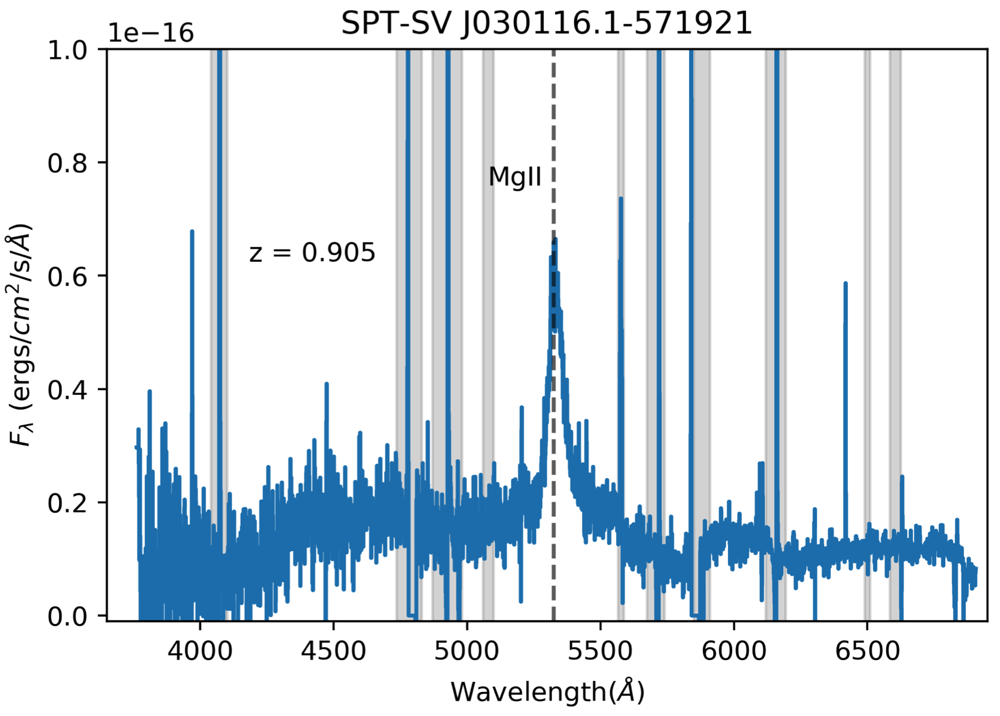 SPT-SV J030116.1-571921
1e−16
1.0
0.8
0.6
0.4
0.2
0.0
F_λ (ergs/cm²/s/Å)
MgII
z = 0.905
4000 4500 5000 5500 6000 6500
Wavelength(Å)